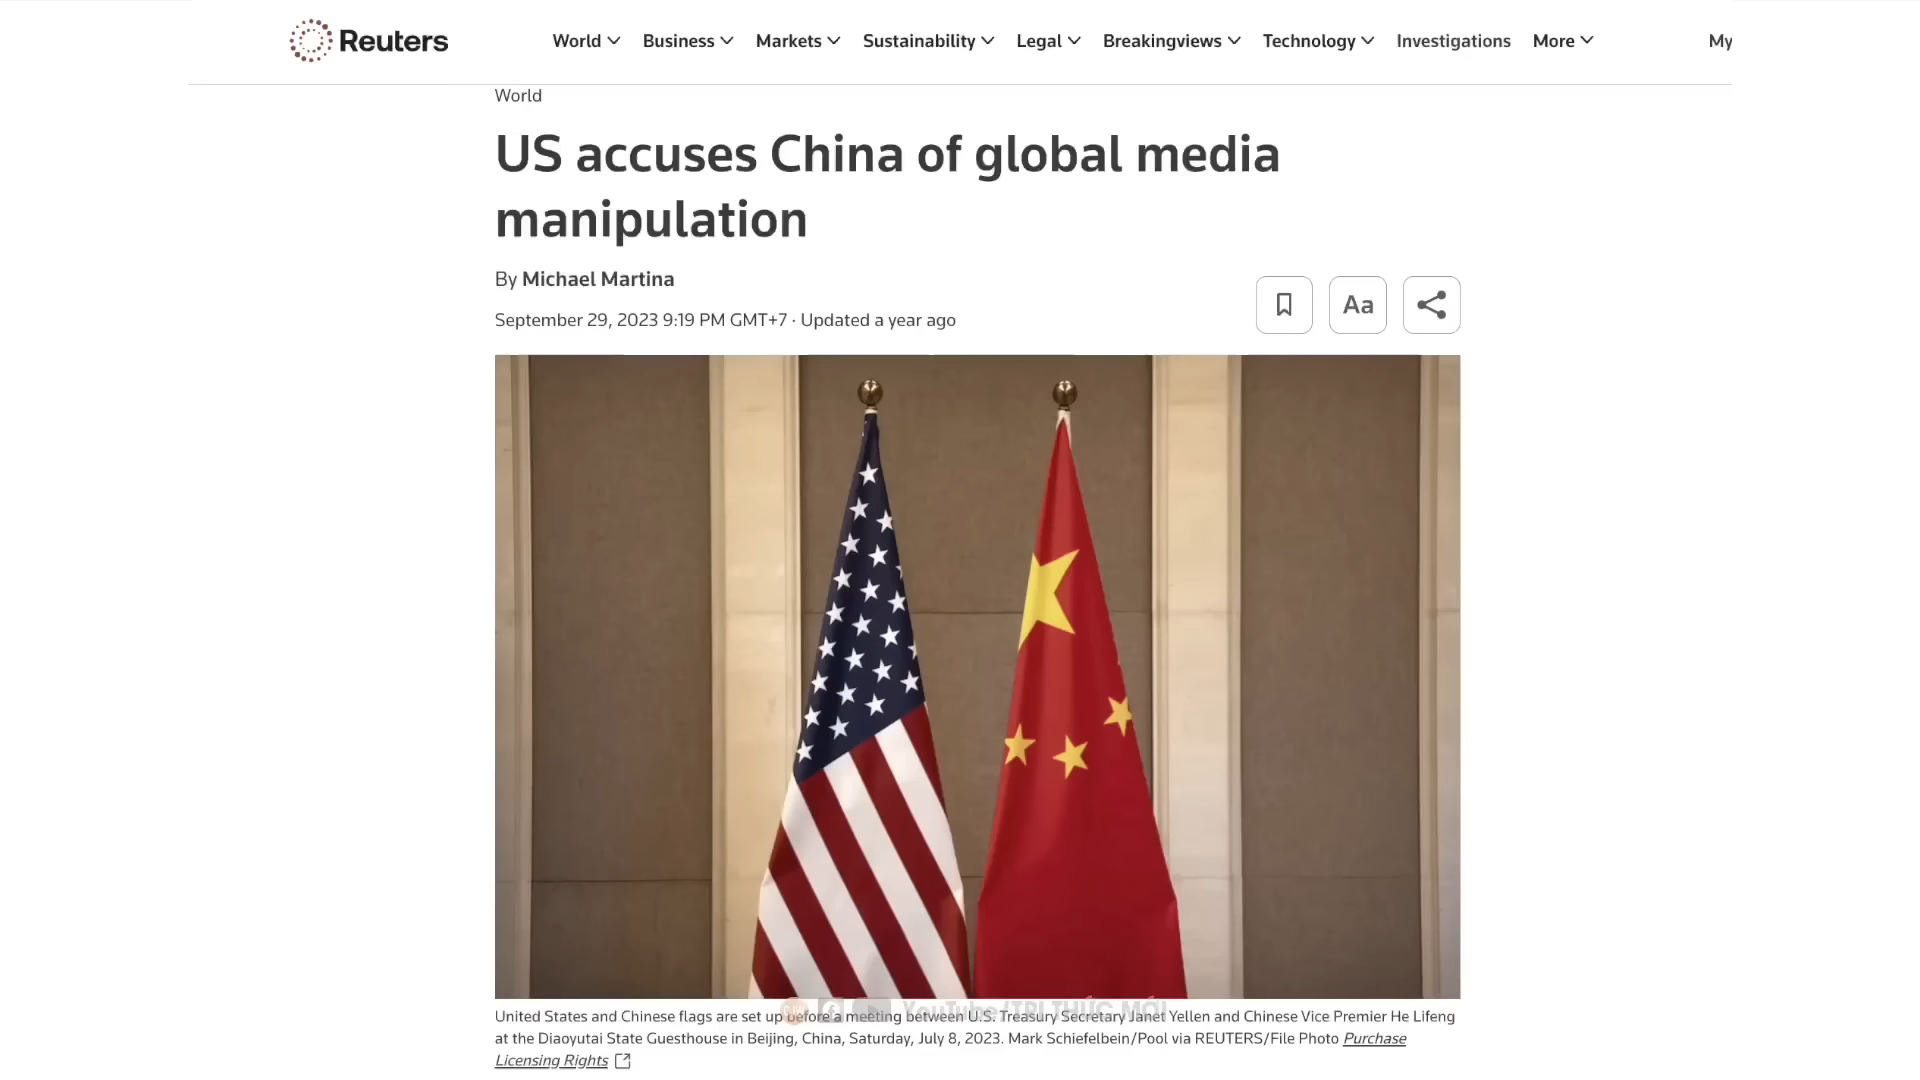 Reuters
World Business Markets Sustainability Legal Breakingviews Technology Investigations More My
World
US accuses China of global media
manipulation
By Michael Martina
September 29, 2023 9:19 PM GMT+7 · Updated a year ago
Aa
YouTube/TRI THỨC MỚI
United States and Chinese flags are set up before a meeting between U.S. Treasury Secretary Janet Yellen and Chinese Vice Premier He Lifeng
at the Diaoyutai State Guesthouse in Beijing, China, Saturday, July 8, 2023. Mark Schiefelbein/Pool via REUTERS/File Photo Purchase
Licensing Rights